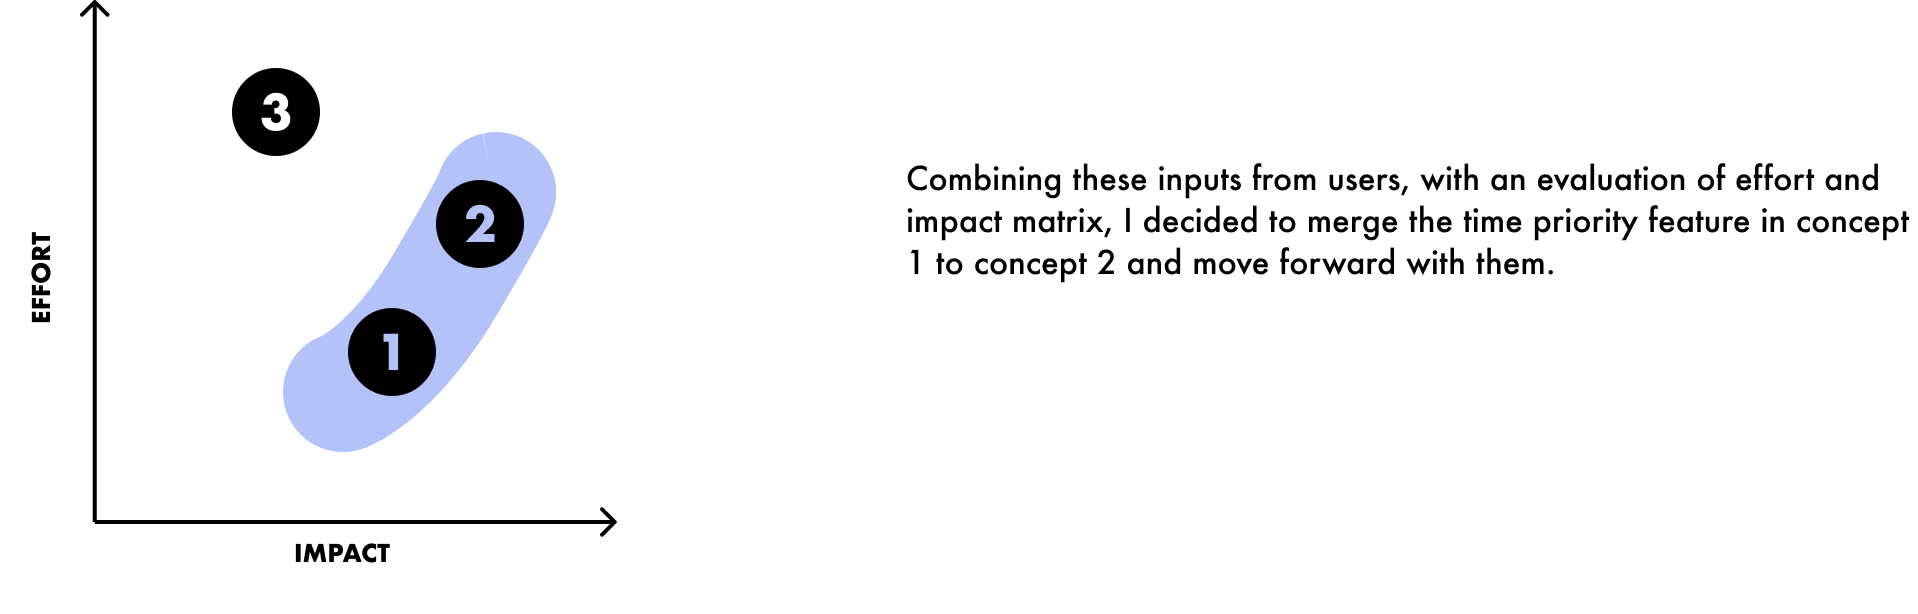 3
2
1
EFFORT
IMPACT
Combining these inputs from users, with an evaluation of effort and
impact matrix, I decided to merge the time priority feature in concept
1 to concept 2 and move forward with them.